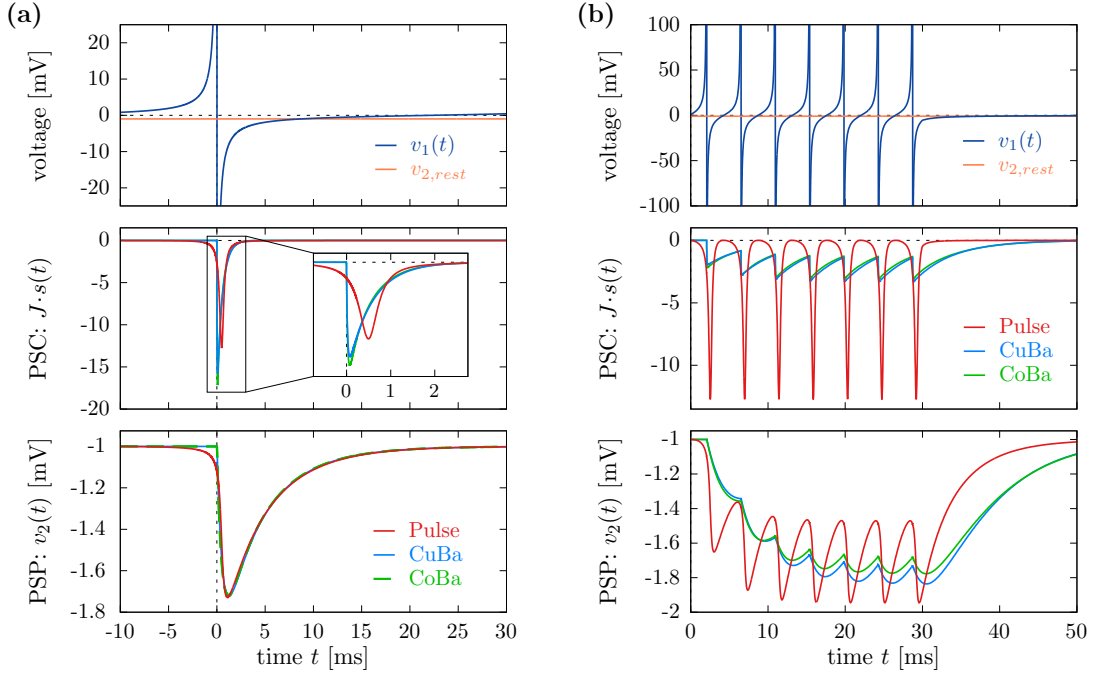 (a)
voltage [mV]
20
10
0
-10
-20
v1(t)
v2,rest
PSC: J·s(t)
0
-5
-10
-15
-20
0 1 2
PSP: v2(t) [mV]
-1
-1.2
-1.4
-1.6
-1.8
Pulse
CuBa
CoBa
-10 -5 0 5 10 15 20 25 30
time t [ms]
(b)
voltage [mV]
100
50
0
-50
-100
v1(t)
v2,rest
PSC: J·s(t)
0
-5
-10
Pulse
CuBa
CoBa
PSP: v2(t) [mV]
-1
-1.2
-1.4
-1.6
-1.8
-2
0 10 20 30 40 50
time t [ms]